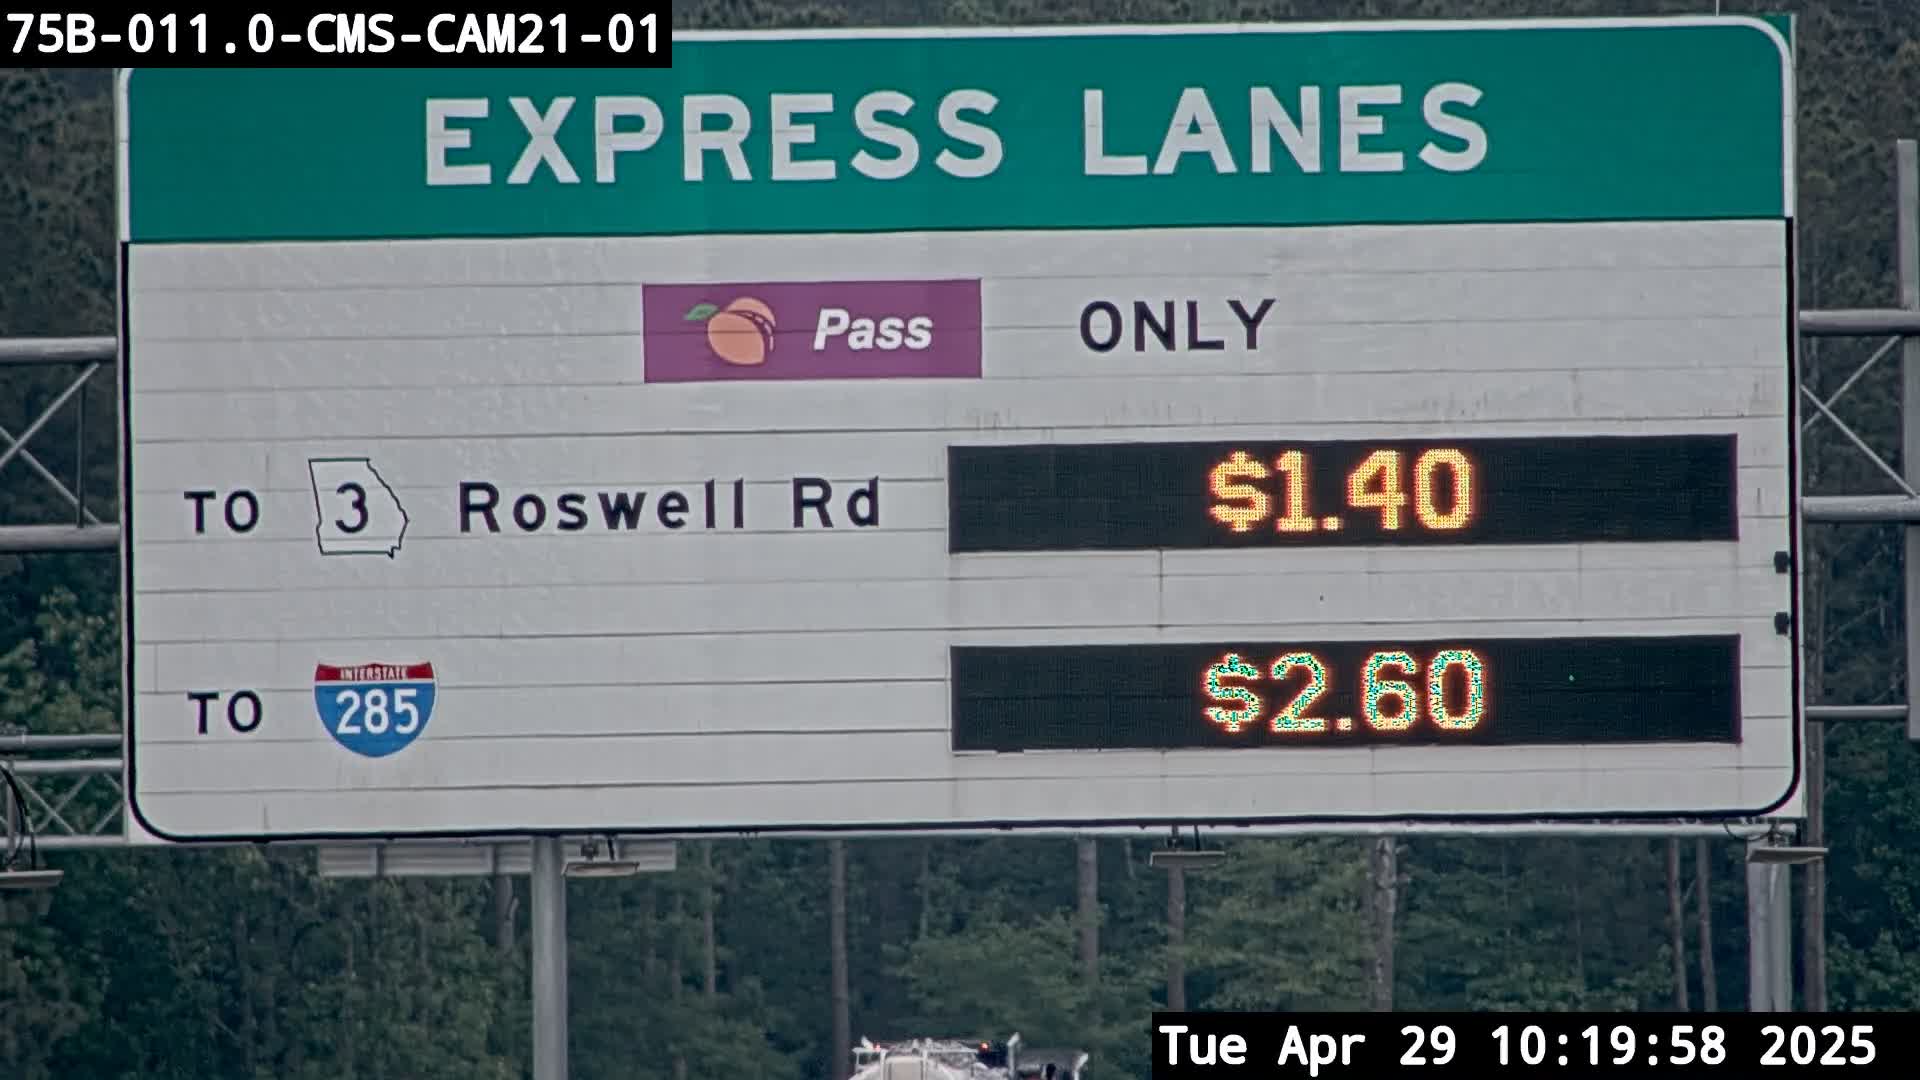 75B-011.0-CMS-CAM21-01
EXPRESS LANES
Pass ONLY
TO 3 Roswell Rd $1.40
TO INTERSTATE 285 $2.60
Tue Apr 29 10:19:58 2025